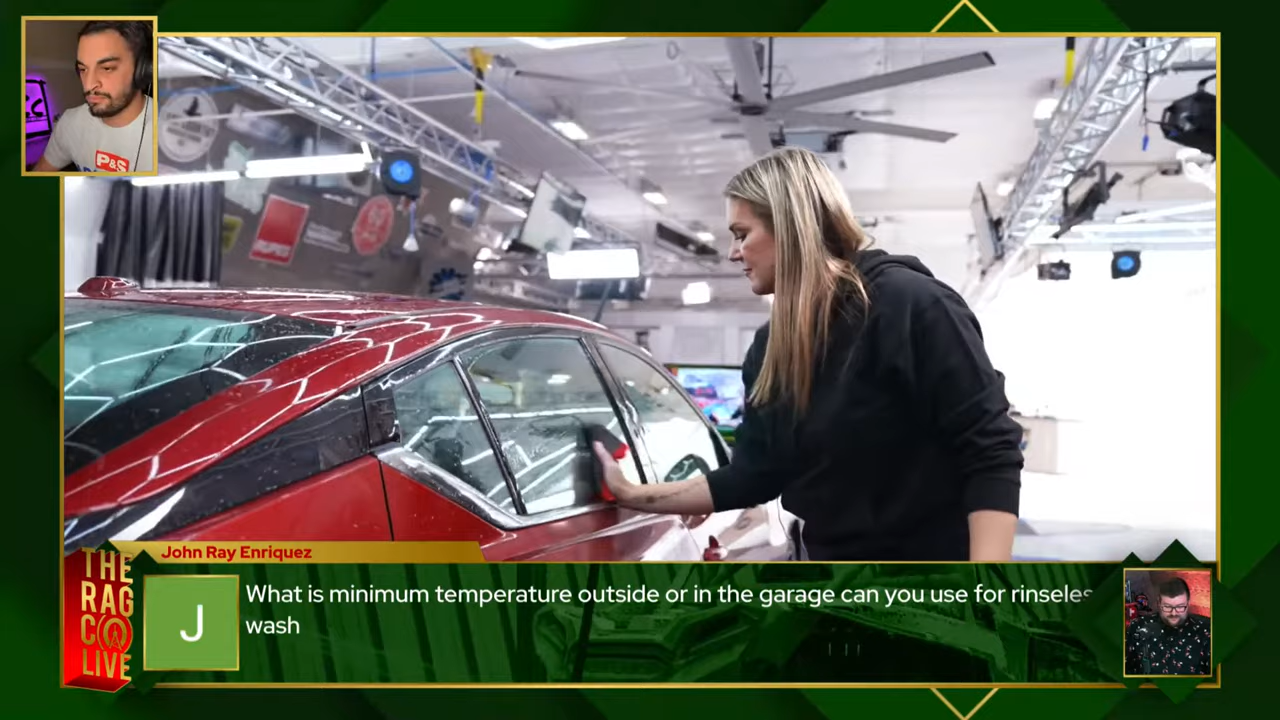 P&S
RUPES
John Ray Enriquez
THE
RAG
CO
LIVE
J
What is minimum temperature outside or in the garage can you use for rinseles
wash